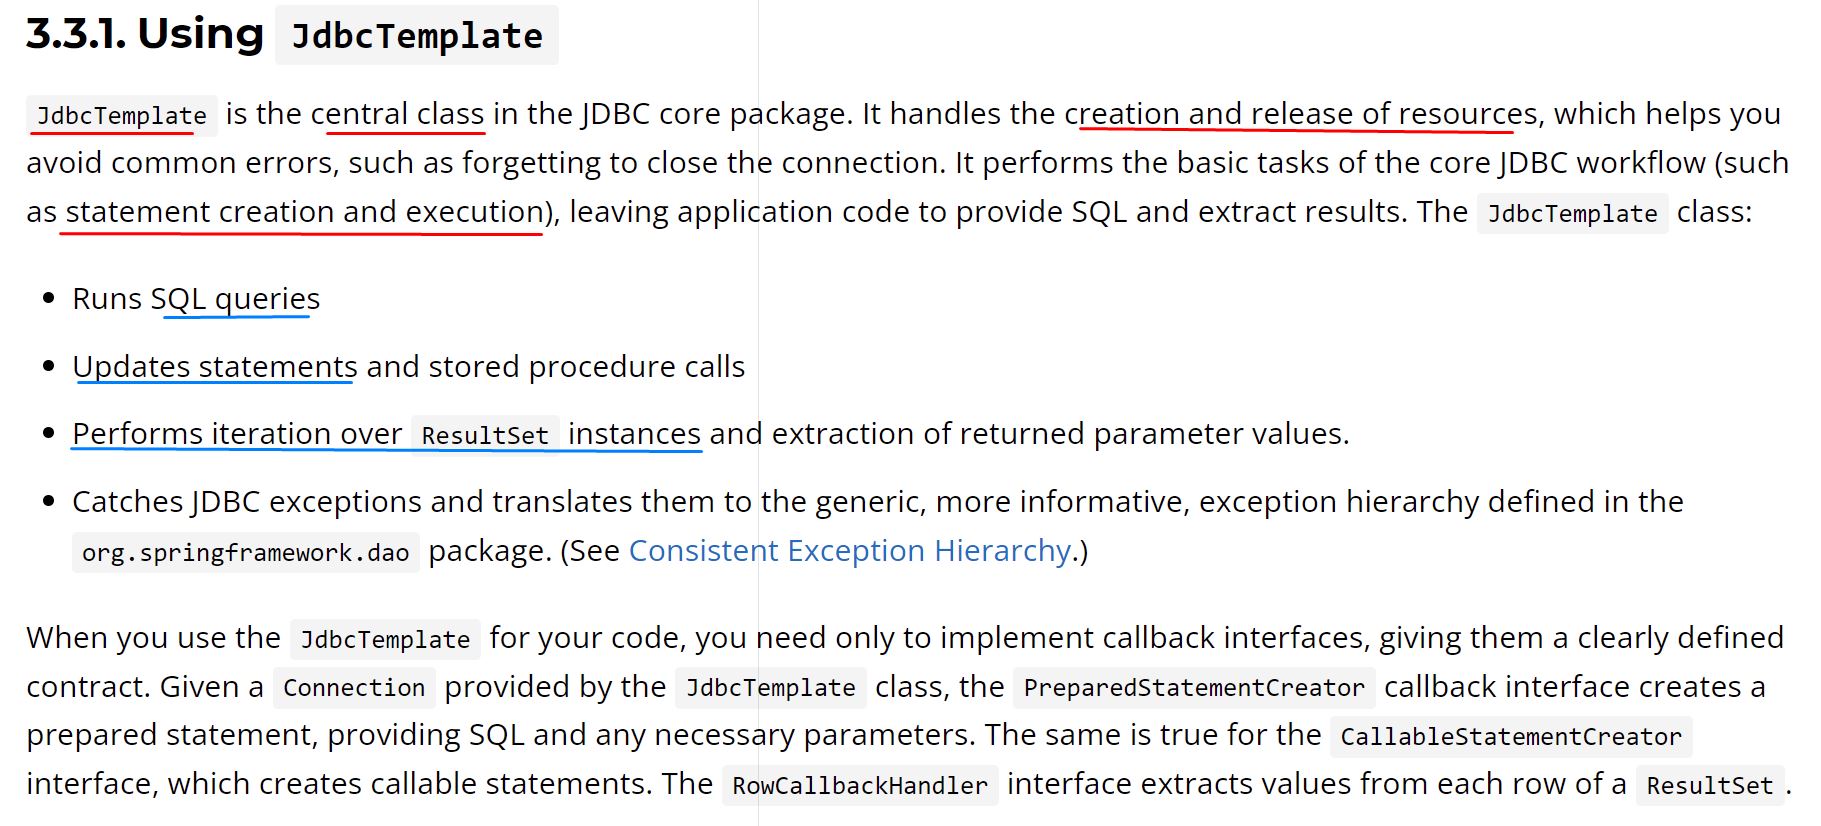 3.3.1. Using JdbcTemplate
JdbcTemplate is the central class in the JDBC core package. It handles the creation and release of resources, which helps you
avoid common errors, such as forgetting to close the connection. It performs the basic tasks of the core JDBC workflow (such
as statement creation and execution), leaving application code to provide SQL and extract results. The JdbcTemplate class:
• Runs SQL queries
• Updates statements and stored procedure calls
• Performs iteration over ResultSet instances and extraction of returned parameter values.
• Catches JDBC exceptions and translates them to the generic, more informative, exception hierarchy defined in the
org.springframework.dao package. (See Consistent Exception Hierarchy.)
When you use the JdbcTemplate for your code, you need only to implement callback interfaces, giving them a clearly defined
contract. Given a Connection provided by the JdbcTemplate class, the PreparedStatementCreator callback interface creates a
prepared statement, providing SQL and any necessary parameters. The same is true for the CallableStatementCreator
interface, which creates callable statements. The RowCallbackHandler interface extracts values from each row of a ResultSet.